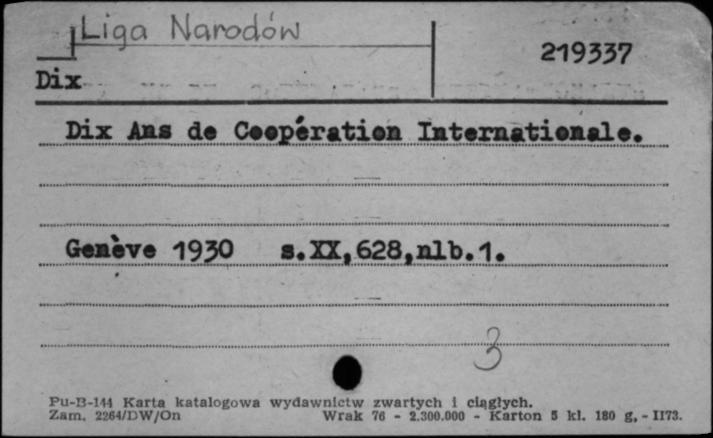 Liga Narodów
219337
Dix
Dix Ans de Coopération Internationale.
Genève 1930 s.XX,628,nlb.1.
3
Pu-B-144 Karta katalogowa wydawnictw zwartych i ciągłych.
Zam. 2264/DW/On Wrak 76 - 2.300.000 - Karton 5 kl. 180 g, - II73.